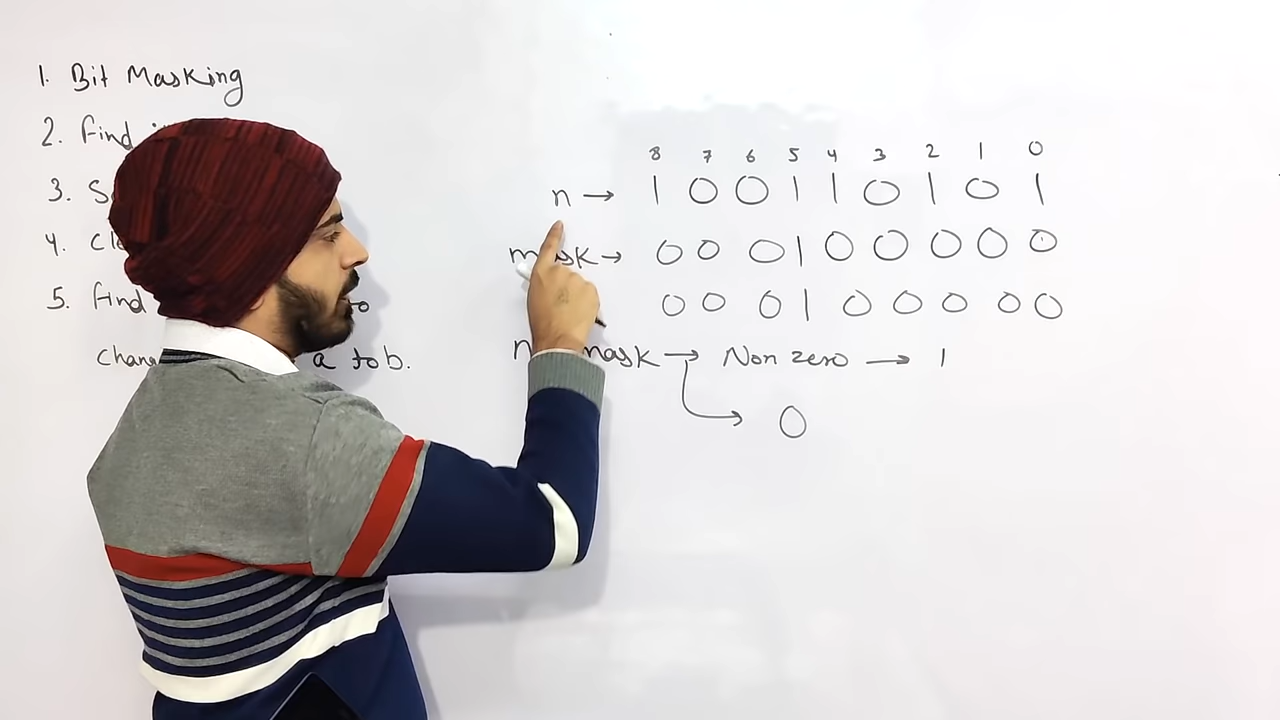 1. Bit Masking
2. Find
3.
4.
5. find to
a to b.
8 7 6 5 4 3 2 1 0
n → 1 0 0 1 1 0 1 0 1
mask → 0 0 0 1 0 0 0 0 0
0 0 0 1 0 0 0 0 0
n mask → Non zero → 1
0